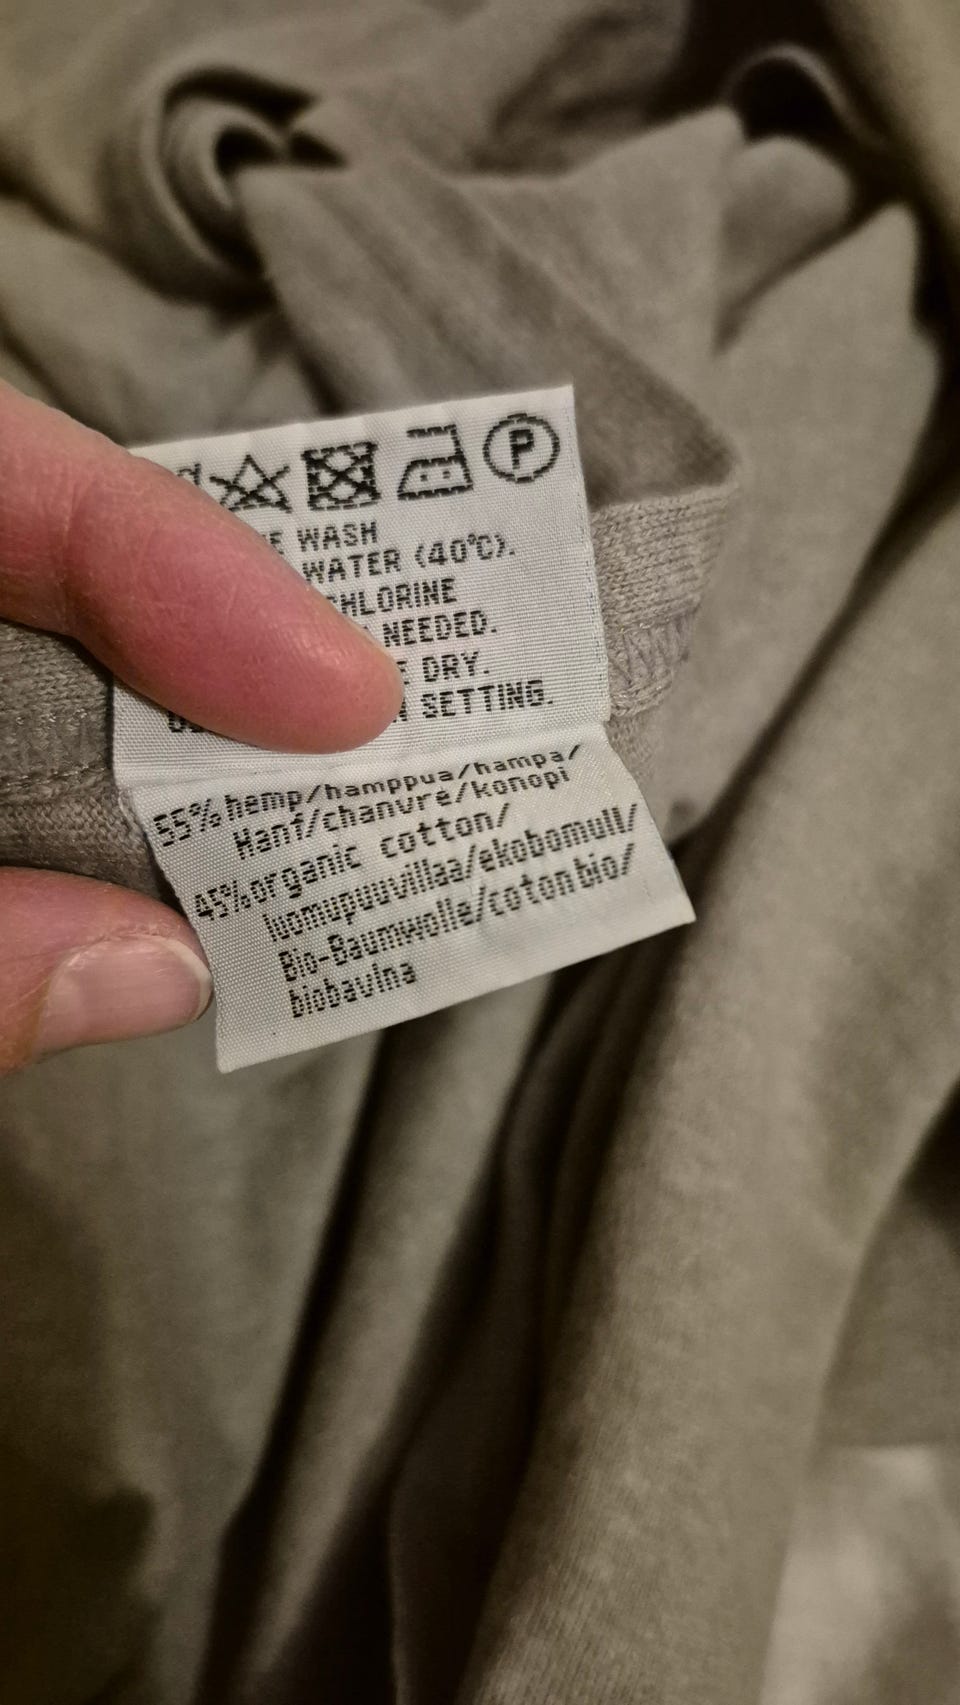 P
WASH
WATER (40°C).
NEEDED.
DRY.
SETTING.
55% hemp/hamppua/hampa/
Hanf/chanvre/konopi
45%organic cotton/
luomupuuvillaa/ekobomull/
Bio-Baumwolle/coton bio/
biobavlna